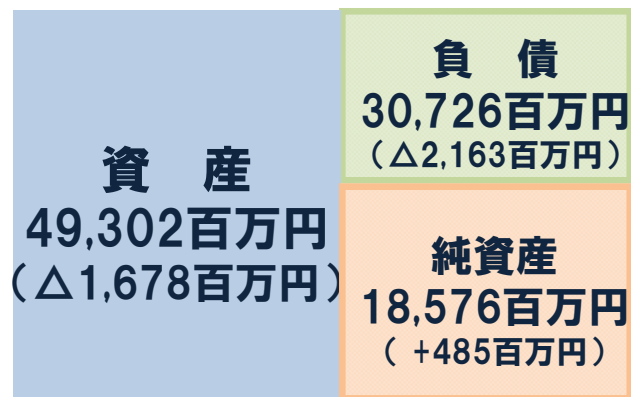 資　産
49,302百万円
（△1,678百万円）
負　債
30,726百万円
（△2,163百万円）
純資産
18,576百万円
（ +485百万円）